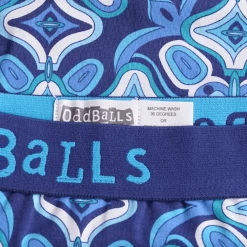 OddBalls
MACHINE WASH
30 DEGREES
OR
BaLLS